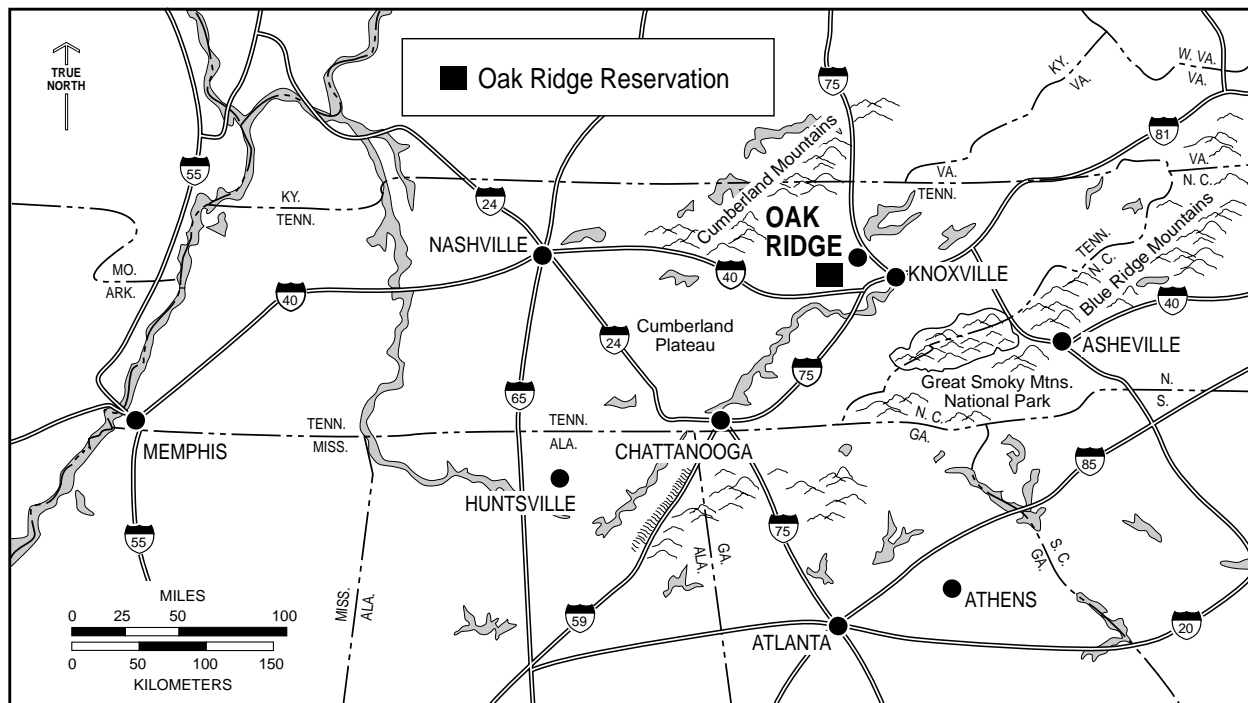 TRUE
NORTH
Oak Ridge Reservation
75
KY.
VA.
W. VA.
VA.
81
55
Cumberland Mountains
VA.
TENN.
VA.
N. C.
KY.
TENN.
24
OAK
RIDGE
NASHVILLE
40
KNOXVILLE
TENN.
N. C.
Blue Ridge Mountains
MO.
ARK.
40
40
Cumberland
Plateau
24
75
ASHEVILLE
Great Smoky Mtns.
National Park
65
N.
S.
N. C.
GA.
MEMPHIS
TENN.
MISS.
TENN.
ALA.
CHATTANOOGA
85
HUNTSVILLE
55
75
GA.
ALA.
S. C.
GA.
MISS.
ALA.
MILES
0 25 50 100
0 50 100 150
KILOMETERS
59
ATHENS
ATLANTA
20